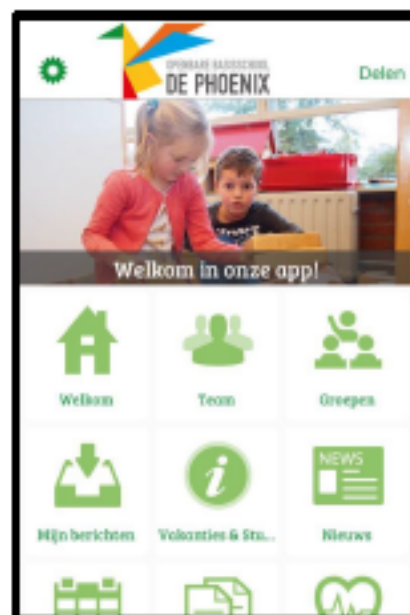 OPENBARE BASISSCHOOL
DE PHOENIX
Delen
Welkom in onze app!
Welkom
Team
Groepen
Mijn berichten
Vakanties & Stu...
NEWS
Nieuws